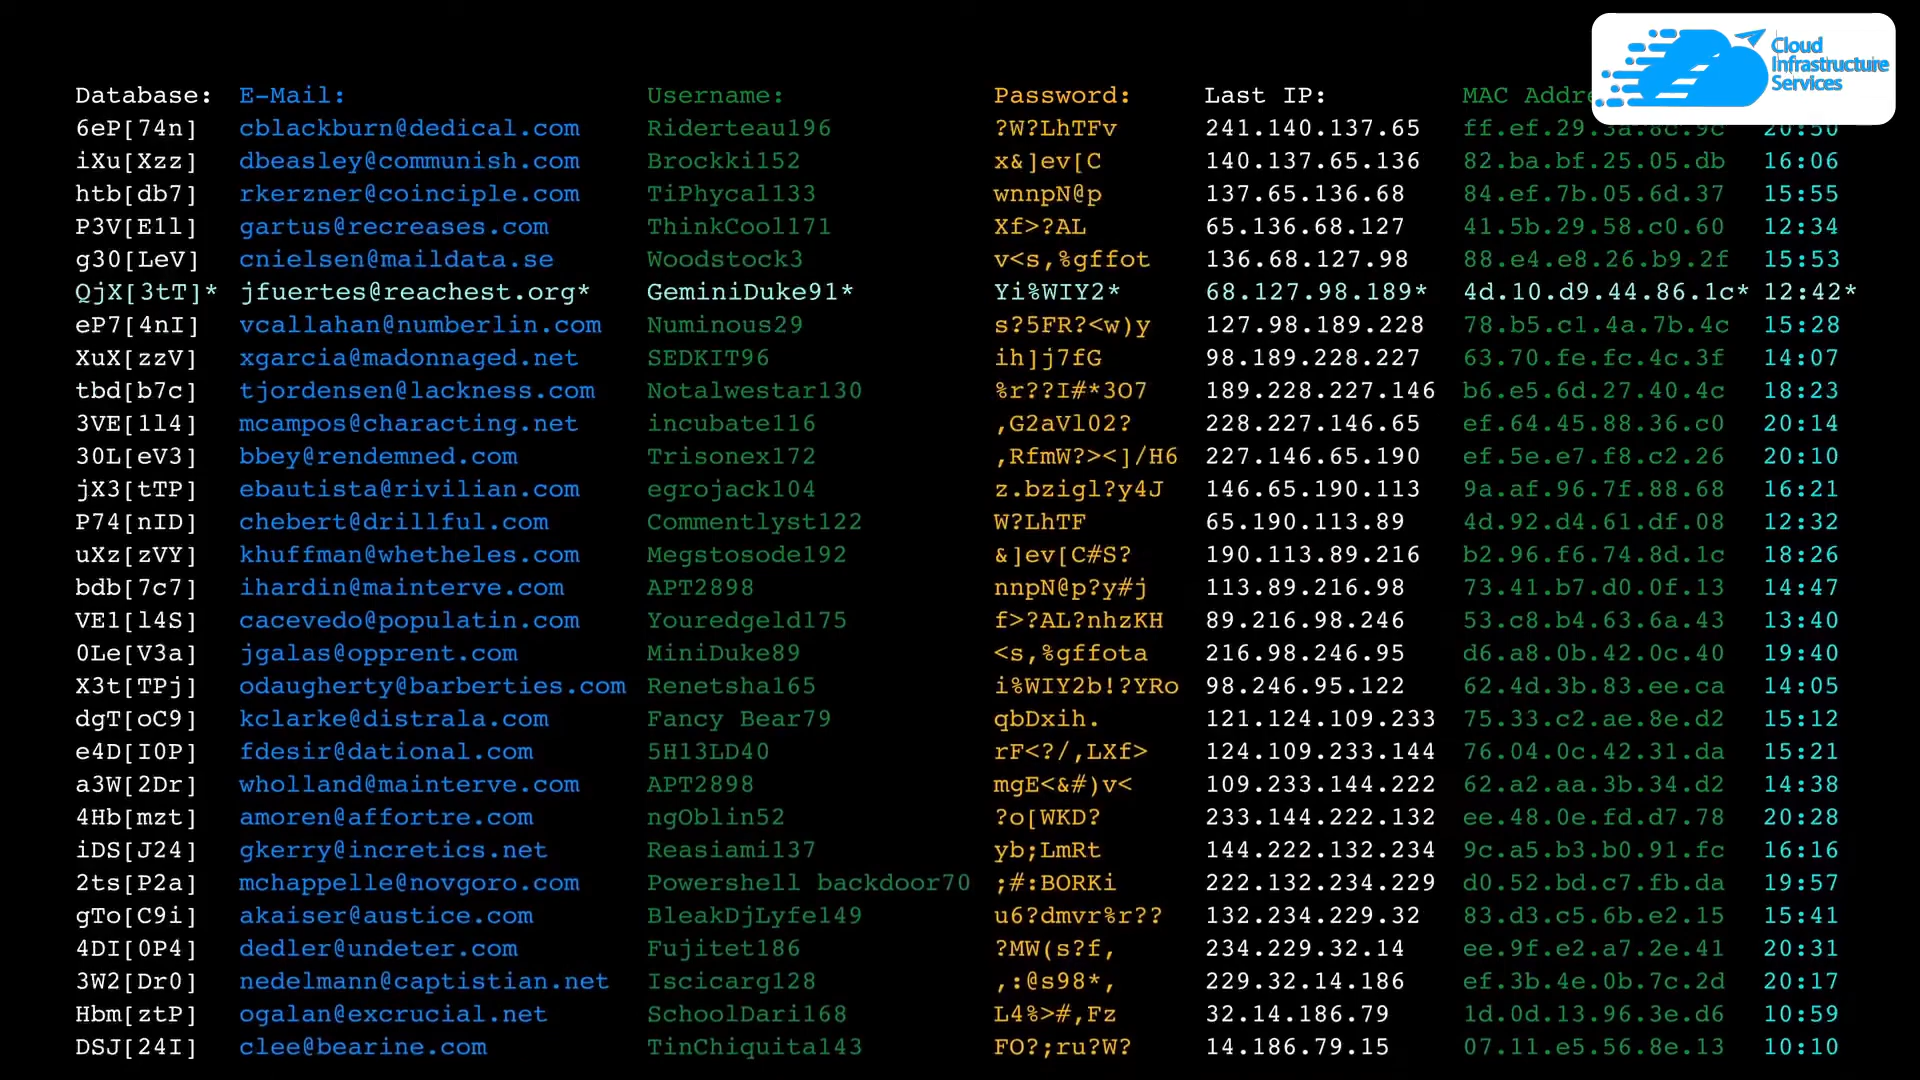 Cloud
Infrastructure
Services
Database: E-Mail: Username: Password: Last IP: MAC Addre
6eP[74n] cblackburn@dedical.com Riderteau196 ?W?LhTFv 241.140.137.65 ff.ef.29.3a.8c.9c 20:50
iXu[Xzz] dbeasley@communish.com Brockki152 x&]ev[C 140.137.65.136 82.ba.bf.25.05.db 16:06
htb[db7] rkerzner@coinciple.com TiPhycal133 wnnpN@p 137.65.136.68 84.ef.7b.05.6d.37 15:55
P3V[E1l] gartus@recreases.com ThinkCool171 Xf>?AL 65.136.68.127 41.5b.29.58.c0.60 12:34
g30[LeV] cnielsen@maildata.se Woodstock3 v<s,%gffot 136.68.127.98 88.e4.e8.26.b9.2f 15:53
QjX[3tT]* jfuertes@reachest.org* GeminiDuke91* Yi%WIY2* 68.127.98.189* 4d.10.d9.44.86.1c* 12:42*
eP7[4nI] vcallahan@numberlin.com Numinous29 s?5FR?<w)y 127.98.189.228 78.b5.c1.4a.7b.4c 15:28
XuX[zzV] xgarcia@madonnaged.net SEDKIT96 ih]j7fG 98.189.228.227 63.70.fe.fc.4c.3f 14:07
tbd[b7c] tjordensen@lackness.com Notalwestar130 %r??I#*3O7 189.228.227.146 b6.e5.6d.27.40.4c 18:23
3VE[1l4] mcampos@characting.net incubate116 ,G2aVl02? 228.227.146.65 ef.64.45.88.36.c0 20:14
30L[eV3] bbey@rendemned.com Trisonex172 ,RfmW?><]/H6 227.146.65.190 ef.5e.e7.f8.c2.26 20:10
jX3[tTP] ebautista@rivilian.com egrojack104 z.bzigl?y4J 146.65.190.113 9a.af.96.7f.88.68 16:21
P74[nID] chebert@drillful.com Commentlyst122 W?LhTF 65.190.113.89 4d.92.d4.61.df.08 12:32
uXz[zVY] khuffman@whetheles.com Megstosode192 &]ev[C#S? 190.113.89.216 b2.96.f6.74.8d.1c 18:26
bdb[7c7] ihardin@mainterve.com APT2898 nnpN@p?y#j 113.89.216.98 73.41.b7.d0.0f.13 14:47
VE1[l4S] cacevedo@populatin.com Youredgeld175 f>?AL?nhzKH 89.216.98.246 53.c8.b4.63.6a.43 13:40
0Le[V3a] jgalas@opprent.com MiniDuke89 <s,%gffota 216.98.246.95 d6.a8.0b.42.0c.40 19:40
X3t[TPj] odaugherty@barberties.com Renetsha165 i%WIY2b!?YRo 98.246.95.122 62.4d.3b.83.ee.ca 14:05
dgT[oC9] kclarke@distrala.com Fancy Bear79 qbDxih. 121.124.109.233 75.33.c2.ae.8e.d2 15:12
e4D[I0P] fdesir@dational.com 5H13LD40 rF<?/,LXf> 124.109.233.144 76.04.0c.42.31.da 15:21
a3W[2Dr] wholland@mainterve.com APT2898 mgE<&#)v< 109.233.144.222 62.a2.aa.3b.34.d2 14:38
4Hb[mzt] amoren@affortre.com ngOblin52 ?o[WKD? 233.144.222.132 ee.48.0e.fd.d7.78 20:28
iDS[J24] gkerry@incretics.net Reasiami137 yb;LmRt 144.222.132.234 9c.a5.b3.b0.91.fc 16:16
2ts[P2a] mchappelle@novgoro.com Powershell backdoor70 ;#:BORKi 222.132.234.229 d0.52.bd.c7.fb.da 19:57
gTo[C9i] akaiser@austice.com BleakDjLyfe149 u6?dmvr%r?? 132.234.229.32 83.d3.c5.6b.e2.15 15:41
4DI[0P4] dedler@undeter.com Fujitet186 ?MW(s?f, 234.229.32.14 ee.9f.e2.a7.2e.41 20:31
3W2[Dr0] nedelmann@captistian.net Iscicarg128 ,:@s98*, 229.32.14.186 ef.3b.4e.0b.7c.2d 20:17
Hbm[ztP] ogalan@excrucial.net SchoolDari168 L4%>#,Fz 32.14.186.79 1d.0d.13.96.3e.d6 10:59
DSJ[24I] clee@bearine.com TinChiquita143 FO?;ru?W? 14.186.79.15 07.11.e5.56.8e.13 10:10